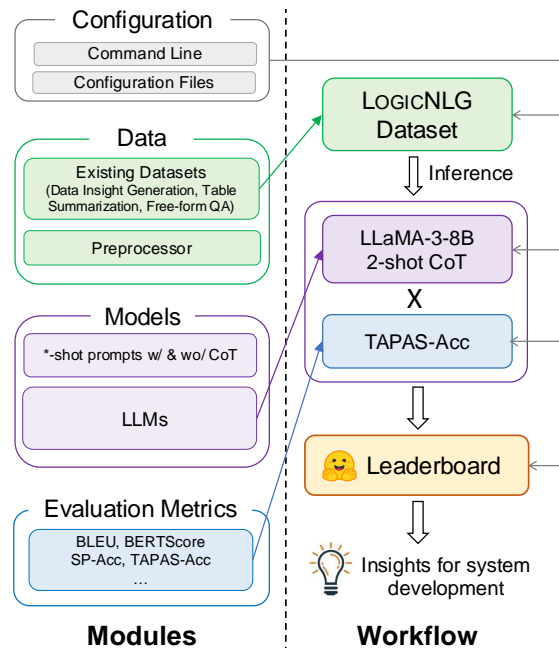 Configuration
Command Line
Configuration Files
Data
Existing Datasets
(Data Insight Generation, Table
Summarization, Free-form QA)
Preprocessor
Models
*-shot prompts w/ & wo/ CoT
LLMs
Evaluation Metrics
BLEU, BERTScore
SP-Acc, TAPAS-Acc
...
Modules
LOGICNLG
Dataset
Inference
LLaMA-3-8B
2-shot CoT
X
TAPAS-Acc
Leaderboard
Insights for system
development
Workflow